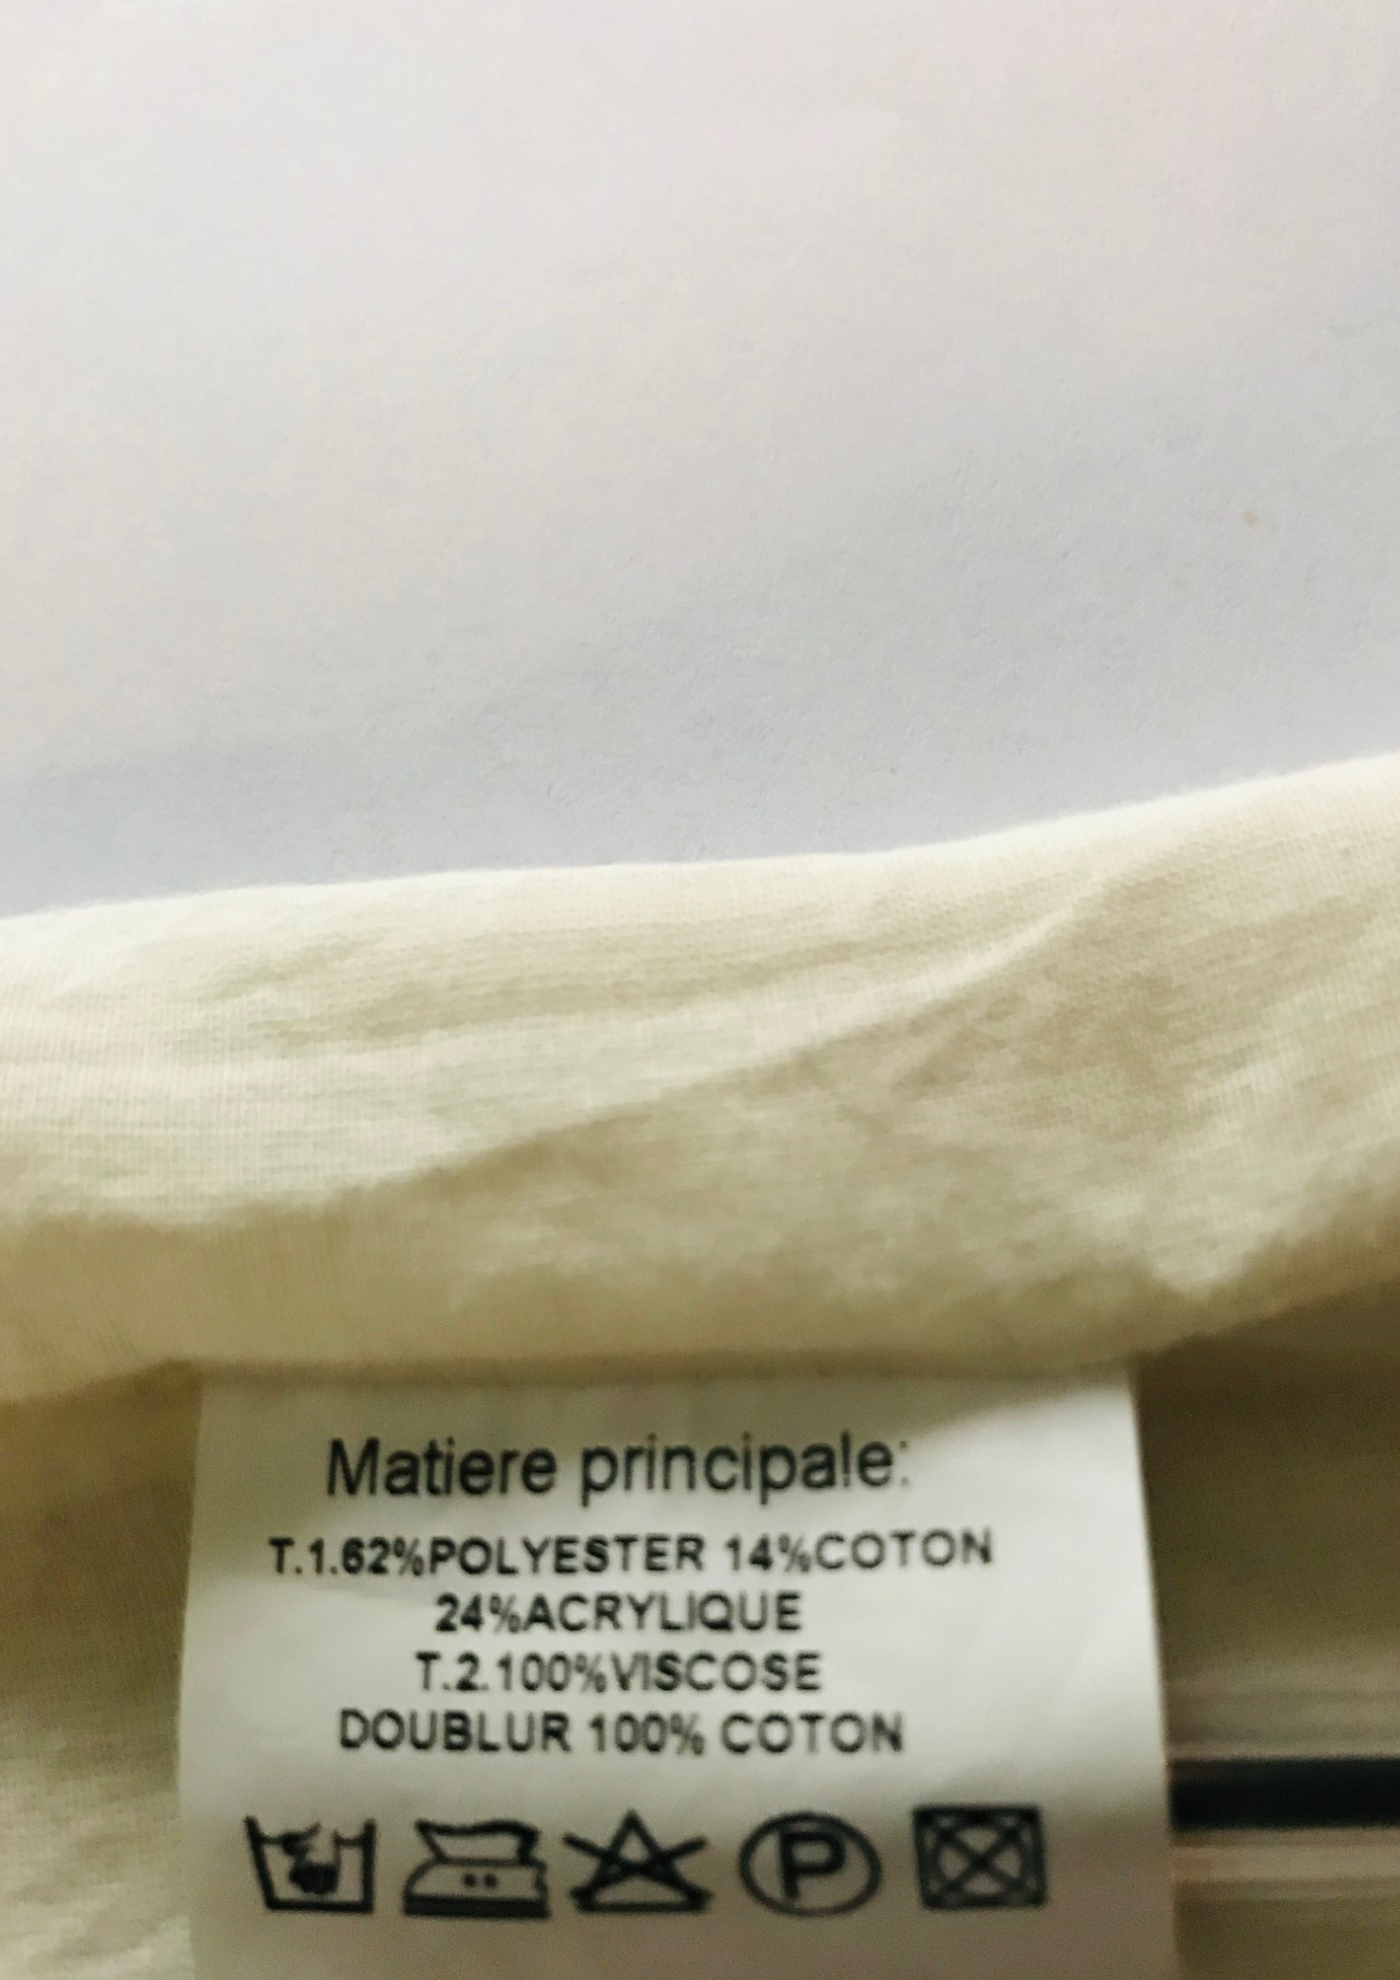 Matiere principale:
T.1.62%POLYESTER 14%COTON
24%ACRYLIQUE
T.2.100%VISCOSE
DOUBLUR 100% COTON
P